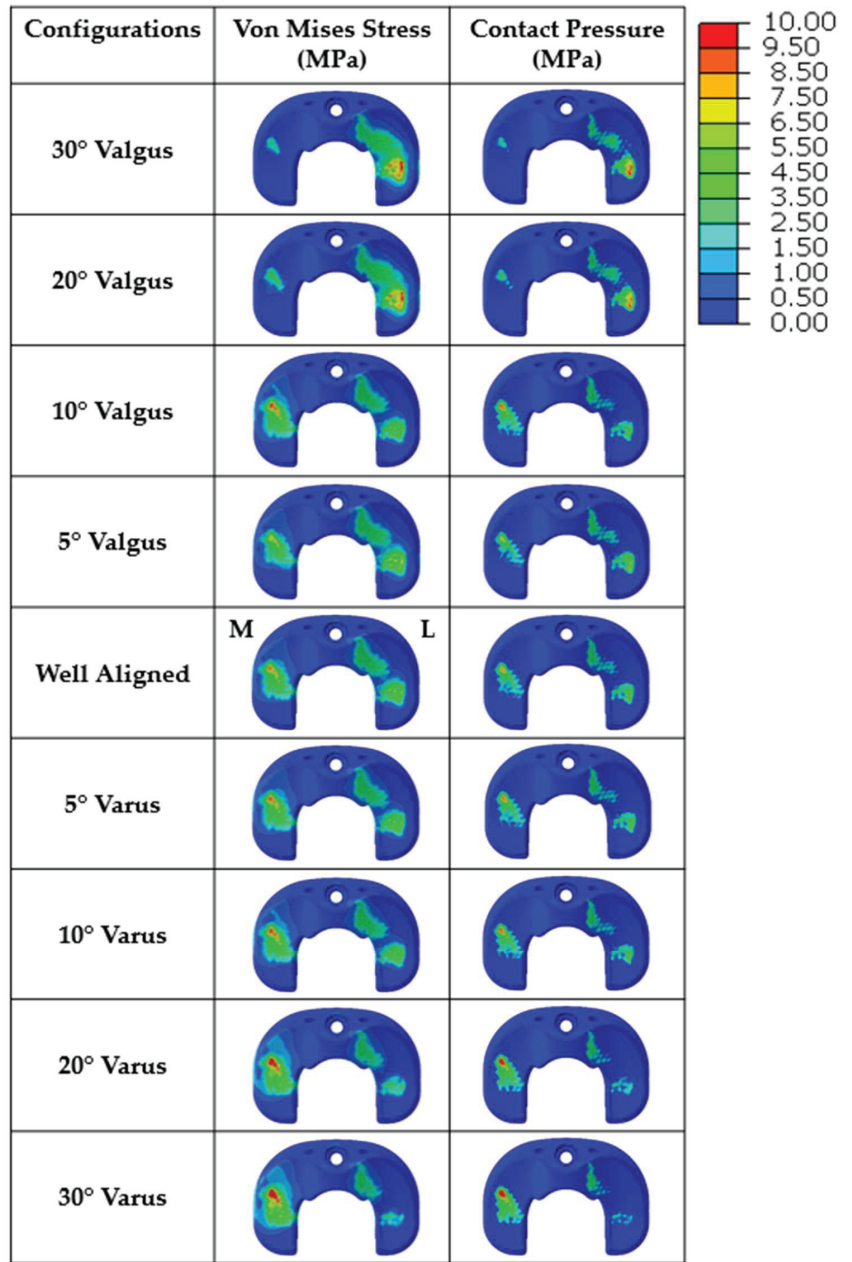 Configurations
Von Mises Stress
(MPa)
Contact Pressure
(MPa)
30° Valgus
20° Valgus
10° Valgus
5° Valgus
Well Aligned
M
L
5° Varus
10° Varus
20° Varus
30° Varus
10.00
9.50
8.50
7.50
6.50
5.50
4.50
3.50
2.50
1.50
1.00
0.50
0.00